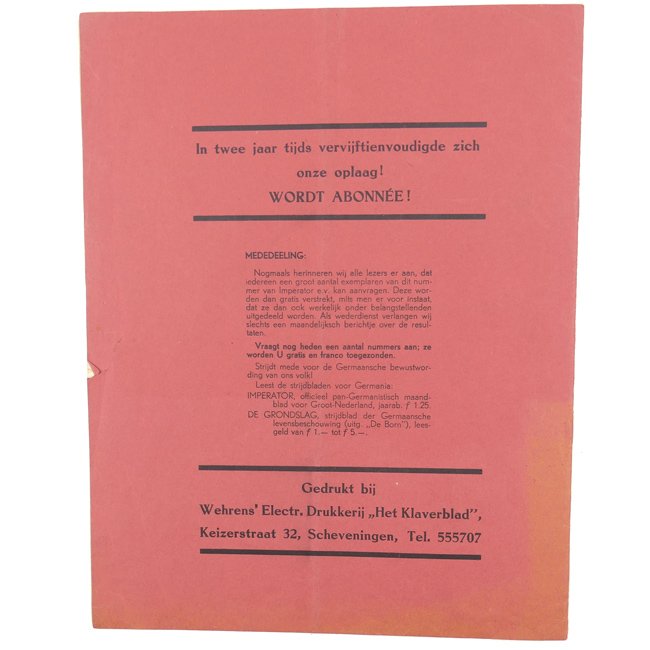 In twee jaar tijds vervijftienvoudigde zich
onze oplaag!
WORDT ABONNÉE!
MEDEDEELING:
Nogmaals herinneren wij alle lezers er aan, dat
iedereen een groot aantal exemplaren van dit num-
mer van Imperator e.v. kan aanvragen. Deze wor-
den dan gratis verstrekt, mits men er voor instaat,
dat ze dan ook werkelijk onder belangstellenden
uitgedeeld worden. Als wederdienst verlangen wij
slechts een maandelijksch berichtje over de resul-
taten.
Vraagt nog heden een aantal nummers aan; ze
worden U gratis en franco toegezonden.
Strijdt mede voor de Germaansche bewustwor-
ding van ons volk!
Leest de strijdbladen voor Germania:
IMPERATOR, officieel pan-Germanistisch maand-
blad voor Groot-Nederland, jaarab. ƒ 1.25.
DE GRONDSLAG, strijdblad der Germaansche
levensbeschouwing (uitg. „De Born"), lees-
geld van ƒ 1.— tot ƒ 5.—.
Gedrukt bij
Wehrens' Electr. Drukkerij „Het Klaverblad",
Keizerstraat 32, Scheveningen, Tel. 555707